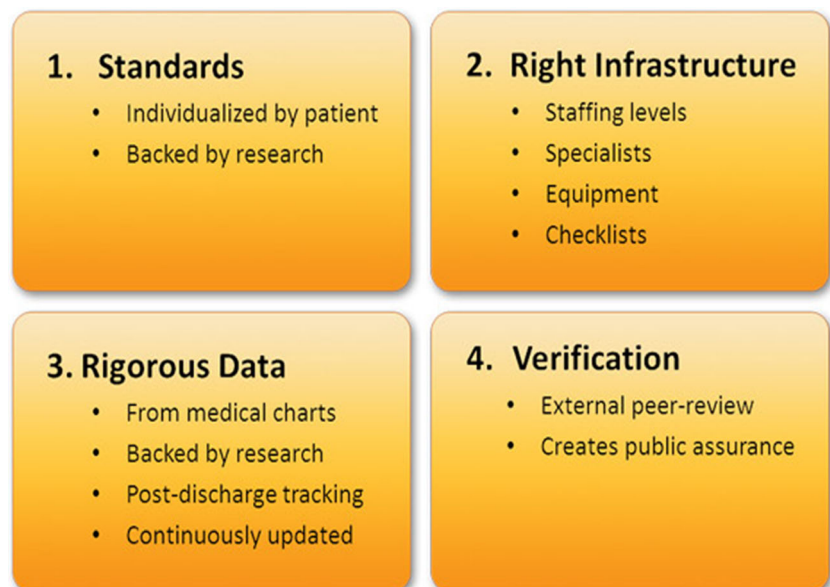 1. Standards
• Individualized by patient
• Backed by research
2. Right Infrastructure
• Staffing levels
• Specialists
• Equipment
• Checklists
3. Rigorous Data
• From medical charts
• Backed by research
• Post-discharge tracking
• Continuously updated
4. Verification
• External peer-review
• Creates public assurance